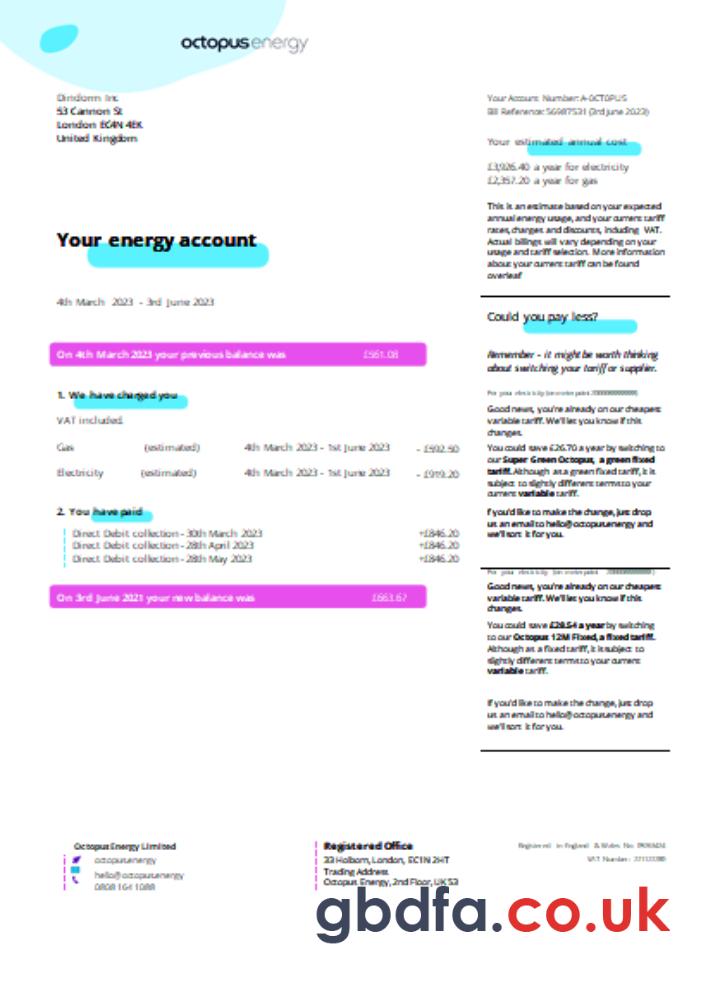 octopusenergy
Diridorm Inc
53 Cannon St
London EC4N 4EK
United Kingdom
Your Account Number: A-0CT0PUS
Bill Reference: 56987531 (3rd June 2023)
Your estimated annual cost
£3,926.40 a year for electricity
£2,357.20 a year for gas
This is an estimate based on your expected
annual energy usage, and your current tariff
rates, charges and discounts, including VAT.
Actual billings will vary depending on your
usage and tariff selection. More information
about your current tariff can be found
overleaf
Your energy account
4th March 2023 - 3rd June 2023
On 4th March 2023 your previous balance was £561.08
1. We have charged you
VAT included.
Gas (estimated) 4th March 2023 - 1st June 2023 - £592.50
Electricity (estimated) 4th March 2023 - 1st June 2023 - £919.20
2. You have paid
Direct Debit collection - 30th March 2023 +£846.20
Direct Debit collection - 28th April 2023 +£846.20
Direct Debit collection - 28th May 2023 +£846.20
On 3rd June 2021 your new balance was £663.67
Could you pay less?
Remember - it might be worth thinking
about switching your tariff or supplier.
For your electricity (on meterpoint
Good news, you're already on our cheapest
variable tariff. We'll let you know if this
changes.
You could save £26.70 a year by switching to
our Super Green Octopus, a green fixed
tariff. Although as a green fixed tariff, it is
subject to slightly different terms to your
current variable tariff.
If you'd like to make the change, just drop
us an email to hello@octopusenergy and
we'll sort it for you.
For your electricity (on meterpoint
Good news, you're already on our cheapest
variable tariff. We'll let you know if this
changes.
You could save £28.54 a year by switching
to our Octopus 12M Fixed, a fixed tariff.
Although as a fixed tariff, it is subject to
slightly different terms to your current
variable tariff.
If you'd like to make the change, just drop
us an email to hello@octopusenergy and
we'll sort it for you.
Octopus Energy Limited
octopusenergy
hello@octopusenergy
0808 164 1088
Registered Office
33 Holborn, London, EC1N 2HT
Trading Address
Octopus Energy, 2nd Floor, UK 53
Registered in England & Wales No.
VAT Number:
gbdfa.co.uk